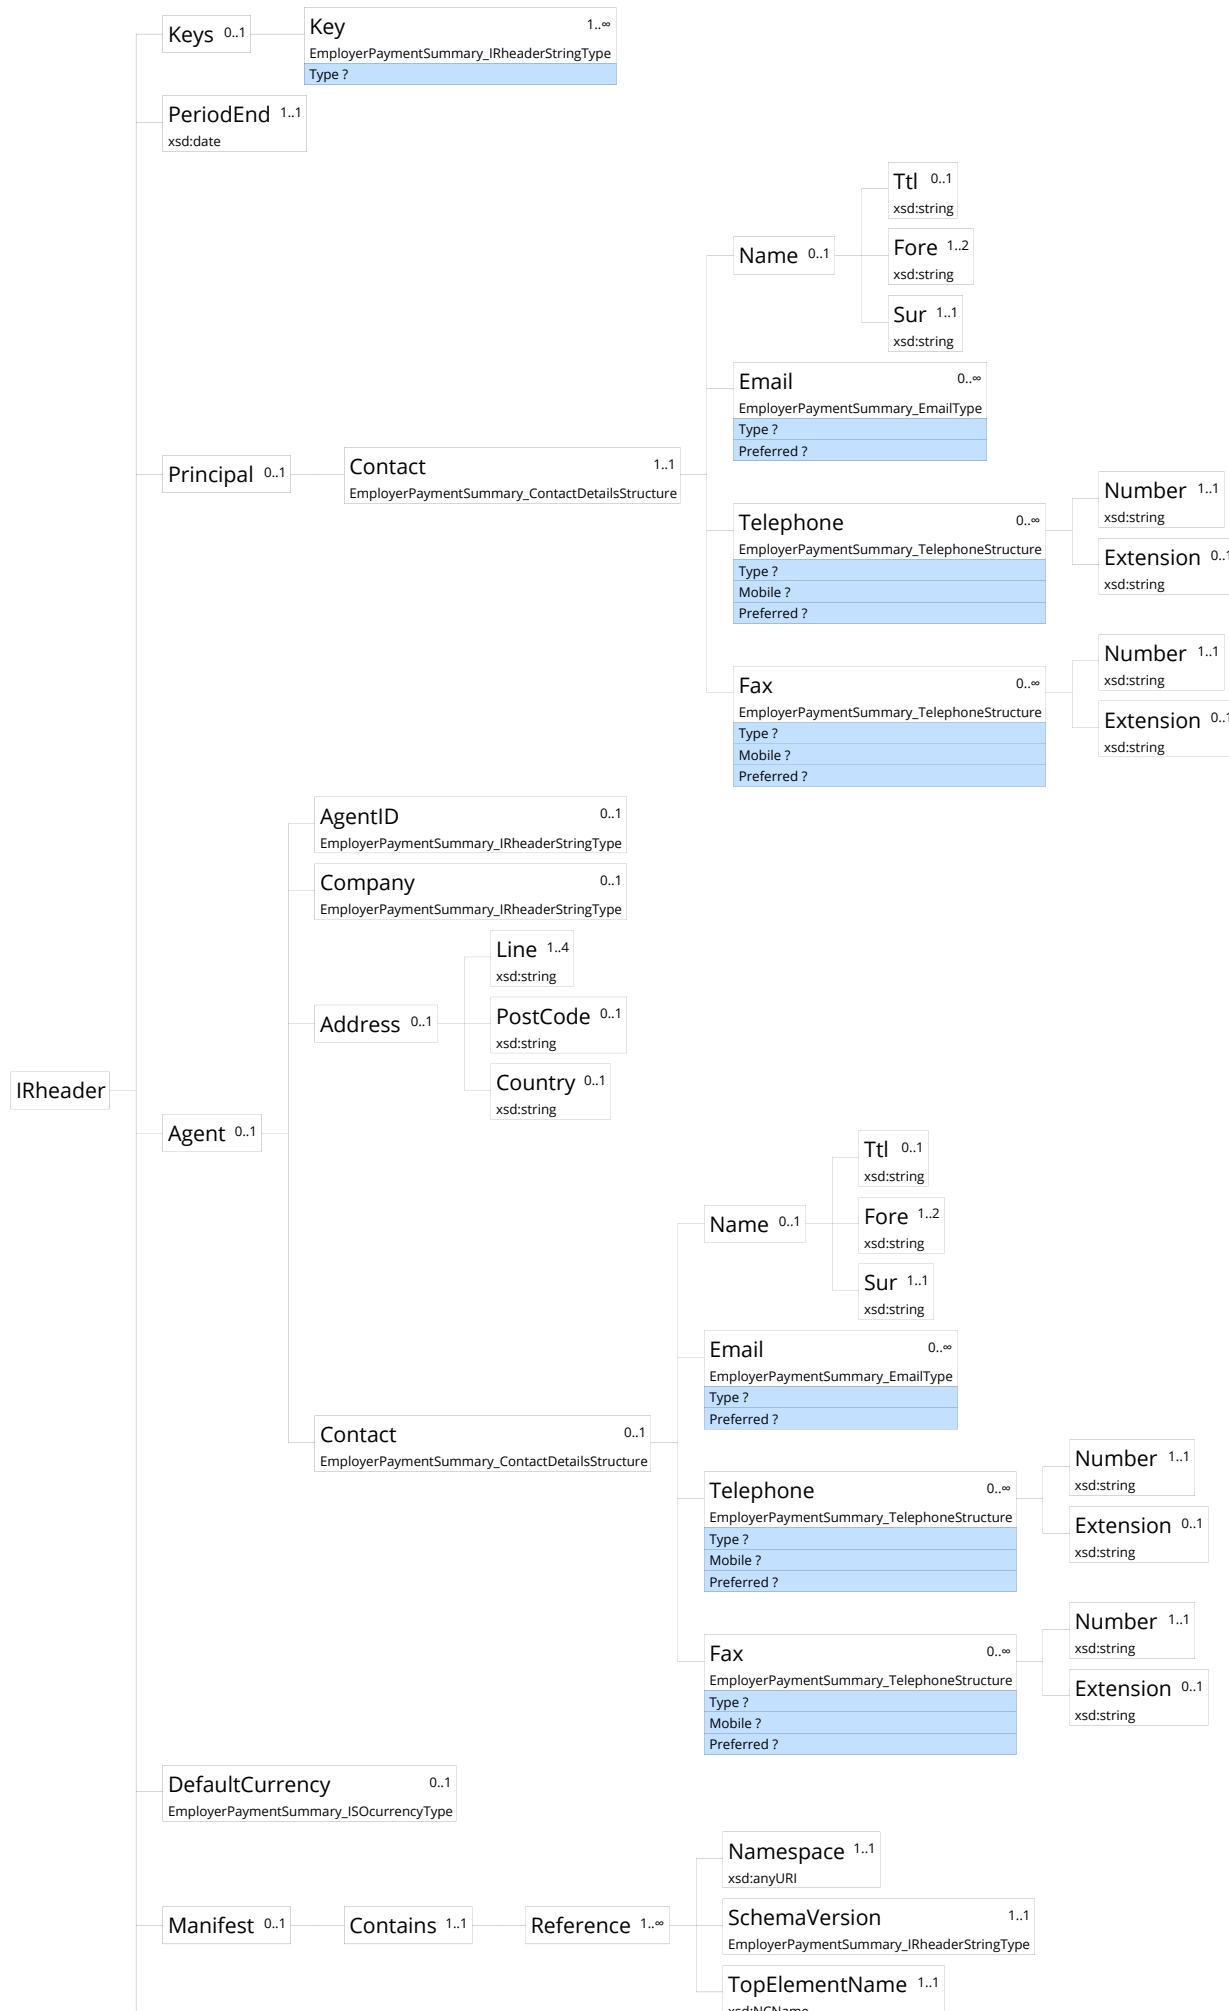 Keys 0..1
Key 1..∞
EmployerPaymentSummary_IRheaderStringType
Type ?
PeriodEnd 1..1
xsd:date
Ttl 0..1
xsd:string
Name 0..1
Fore 1..2
xsd:string
Sur 1..1
xsd:string
Email 0..∞
EmployerPaymentSummary_EmailType
Type ?
Preferred ?
Principal 0..1
Contact 1..1
EmployerPaymentSummary_ContactDetailsStructure
Telephone 0..∞
EmployerPaymentSummary_TelephoneStructure
Type ?
Mobile ?
Preferred ?
Number 1..1
xsd:string
Extension 0..1
xsd:string
Fax 0..∞
EmployerPaymentSummary_TelephoneStructure
Type ?
Mobile ?
Preferred ?
Number 1..1
xsd:string
Extension 0..1
xsd:string
AgentID 0..1
EmployerPaymentSummary_IRheaderStringType
Company 0..1
EmployerPaymentSummary_IRheaderStringType
Address 0..1
Line 1..4
xsd:string
PostCode 0..1
xsd:string
Country 0..1
xsd:string
IRheader
Agent 0..1
Ttl 0..1
xsd:string
Name 0..1
Fore 1..2
xsd:string
Sur 1..1
xsd:string
Email 0..∞
EmployerPaymentSummary_EmailType
Type ?
Preferred ?
Contact 0..1
EmployerPaymentSummary_ContactDetailsStructure
Telephone 0..∞
EmployerPaymentSummary_TelephoneStructure
Type ?
Mobile ?
Preferred ?
Number 1..1
xsd:string
Extension 0..1
xsd:string
Fax 0..∞
EmployerPaymentSummary_TelephoneStructure
Type ?
Mobile ?
Preferred ?
Number 1..1
xsd:string
Extension 0..1
xsd:string
DefaultCurrency 0..1
EmployerPaymentSummary_ISOcurrencyType
Manifest 0..1
Contains 1..1
Reference 1..∞
Namespace 1..1
xsd:anyURI
SchemaVersion 1..1
EmployerPaymentSummary_IRheaderStringType
TopElementName 1..1
xsd:NCName